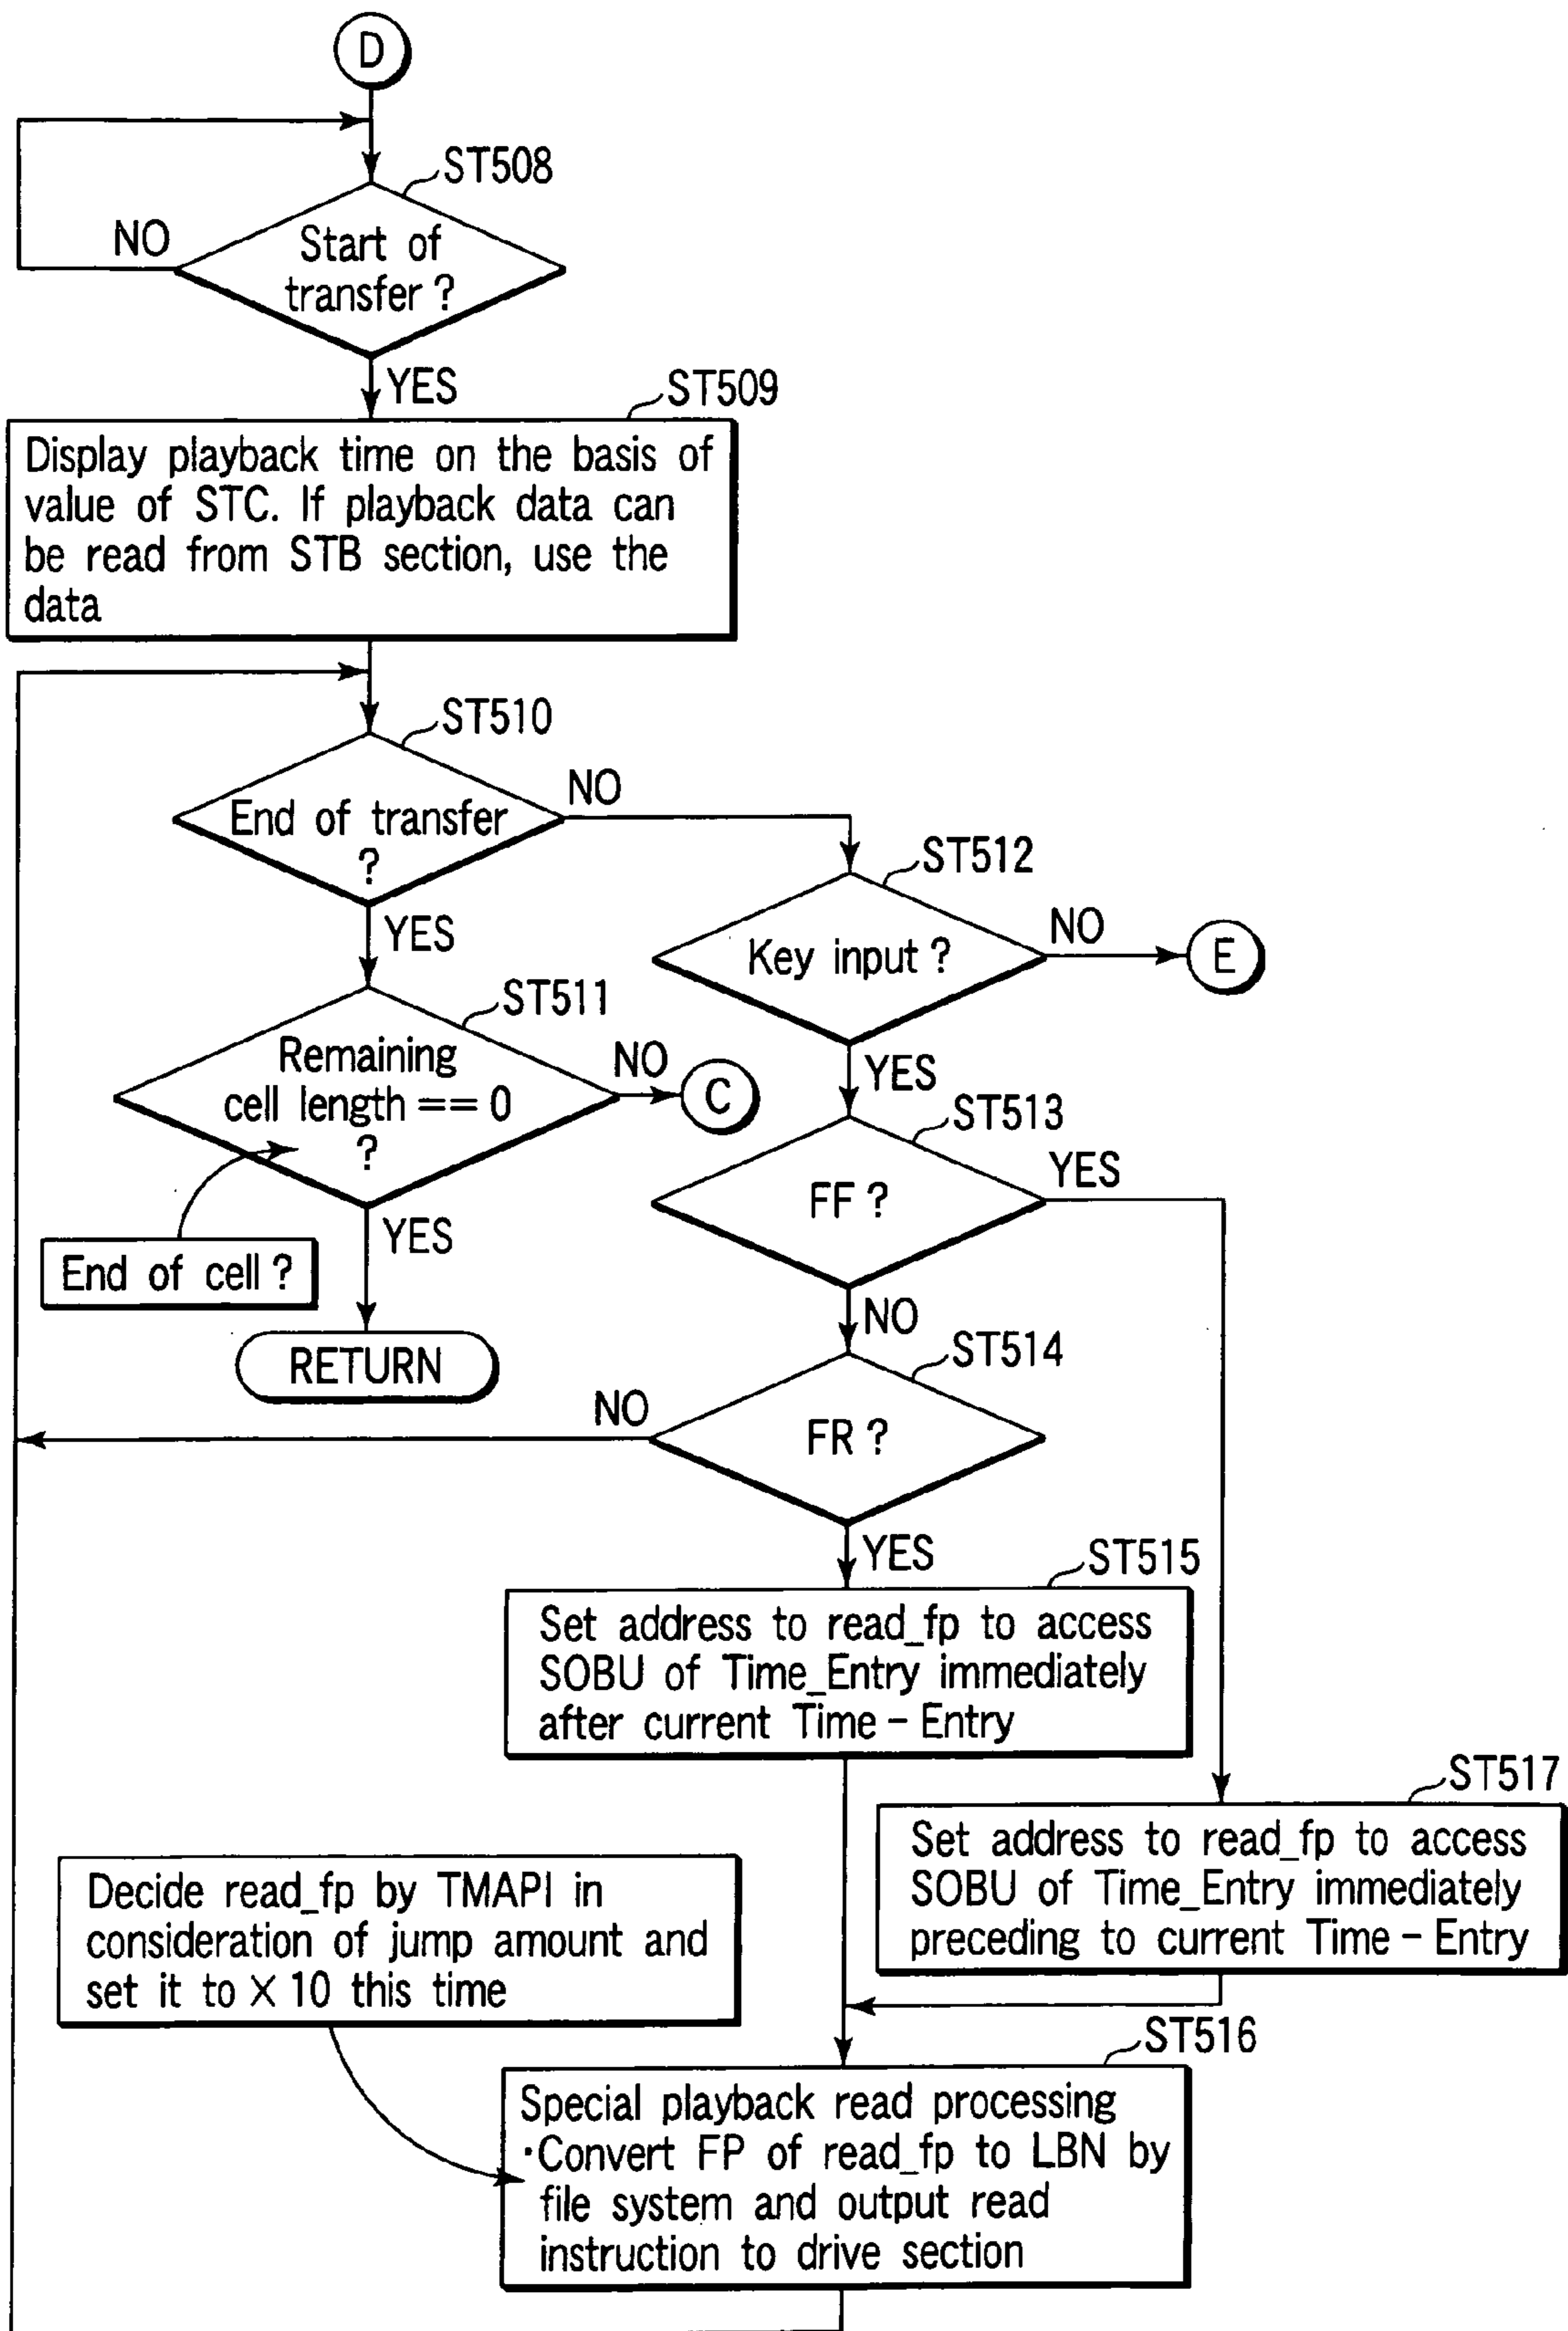 D
ST508
NO
Start of
transfer ?
YES
ST509
Display playback time on the basis of
value of STC. If playback data can
be read from STB section, use the
data
ST510
NO
End of transfer
?
ST512
YES
Key input ?
NO
E
ST511
Remaining
cell length == 0
?
NO
C
YES
ST513
YES
FF ?
YES
End of cell ?
NO
RETURN
ST514
NO
FR ?
YES
ST515
Set address to read_fp to access
SOBU of Time_Entry immediately
after current Time – Entry
ST517
Set address to read_fp to access
SOBU of Time_Entry immediately
preceding to current Time – Entry
Decide read_fp by TMAPI in
consideration of jump amount and
set it to × 10 this time
ST516
Special playback read processing
·Convert FP of read_fp to LBN by
file system and output read
instruction to drive section